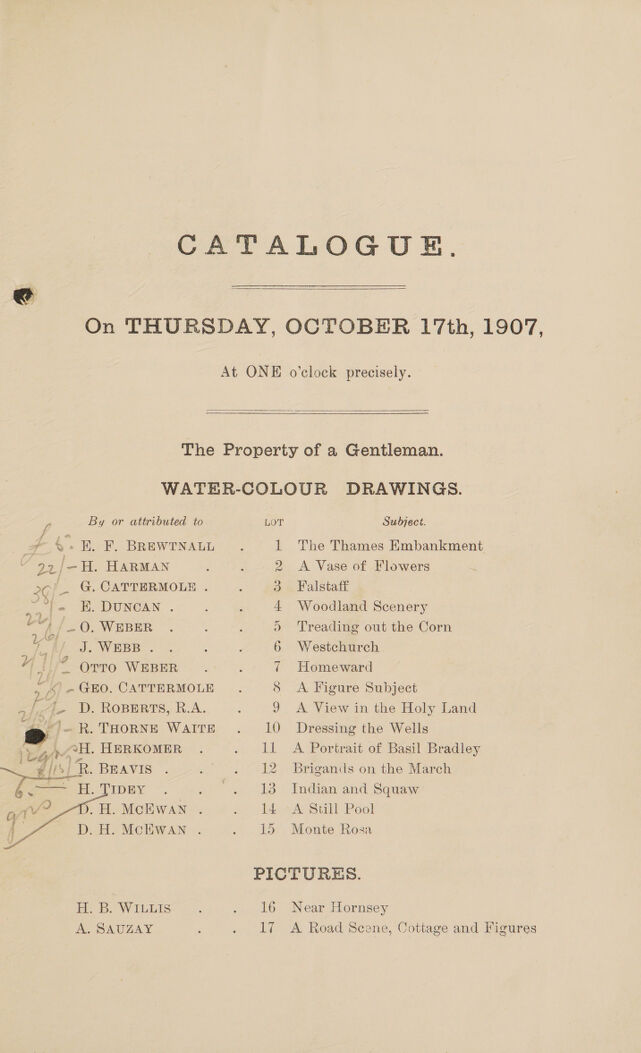 CATALOGUE.
On THURSDAY, OCTOBER 17th, 1907,
At ONE o'clock precisely.
The Property of a Gentleman.
WATER-COLOUR DRAWINGS.
By or attributed to LOT Subject.
E. F. BREWTNALL . 1 The Thames Embankment
22/- H. HARMAN . . 2 A Vase of Flowers
G. CATTERMOLE . . 3 Falstaff
E. DUNCAN . . . 4 Woodland Scenery
O. WEBER . . . 5 Treading out the Corn
J. WEBB . . . . 6 Westchurch
OTTO WEBER . . 7 Homeward
GEO. CATTERMOLE . 8 A Figure Subject
D. ROBERTS, R.A. . 9 A View in the Holy Land
R. THORNE WAITE . 10 Dressing the Wells
H. HERKOMER . . 11 A Portrait of Basil Bradley
R. BEAVIS . . . 12 Brigands on the March
H. TIDEY . . . 13 Indian and Squaw
D. H. McEWAN . . 14 A Still Pool
D. H. McEWAN . . 15 Monte Rosa
PICTURES.
H. B. WILLIS . . 16 Near Hornsey
A. SAUZAY . . 17 A Road Scene, Cottage and Figures